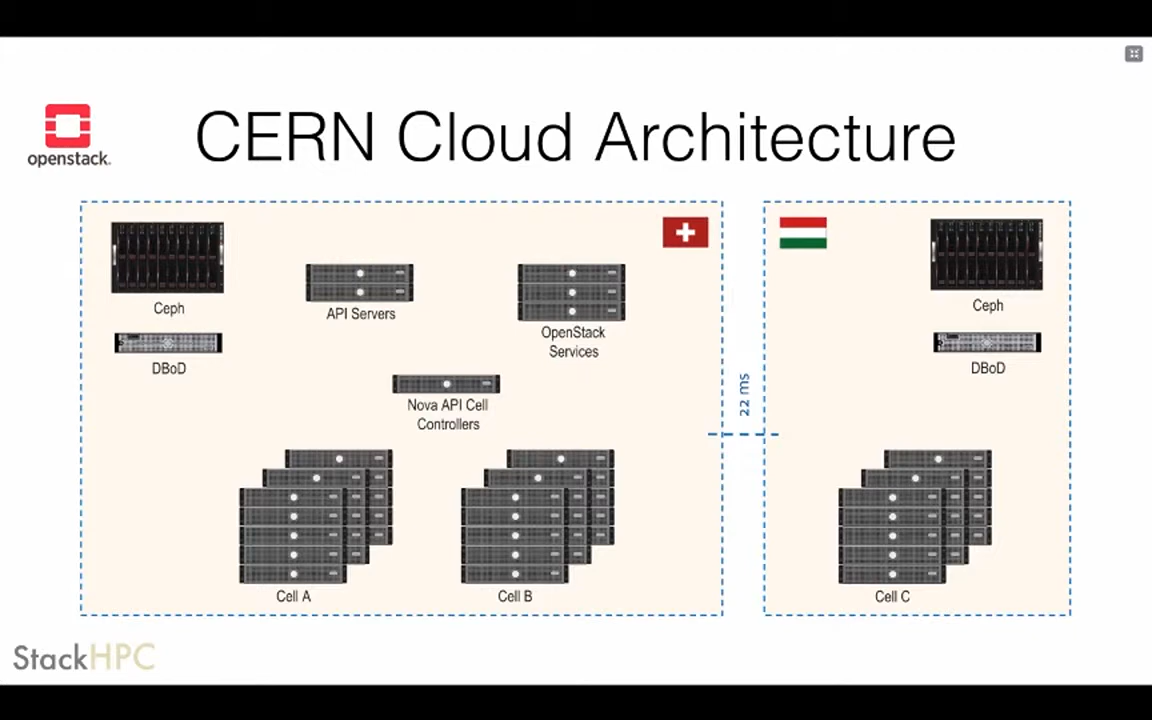 openstack.
CERN Cloud Architecture
Ceph
DBoD
API Servers
OpenStack
Services
Nova API Cell
Controllers
Cell A
Cell B
22 ms
Ceph
DBoD
Cell C
StackHPC